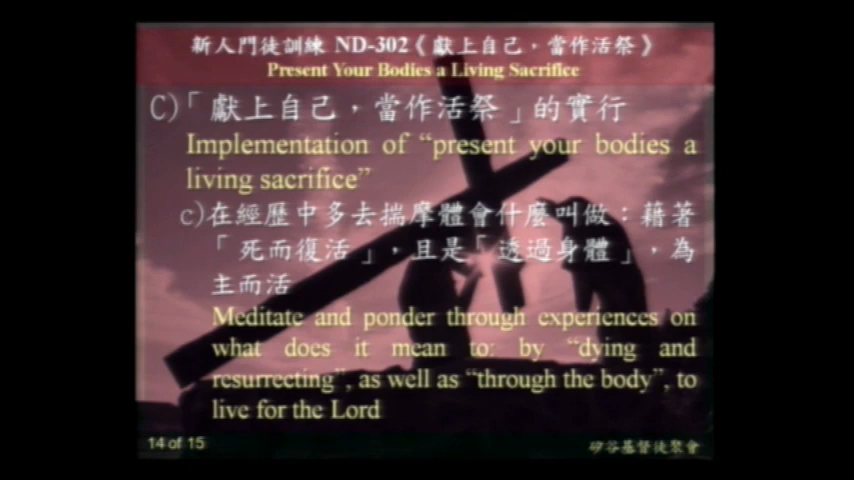 新人門徒訓練 ND-302《獻上自己，當作活祭》
Present Your Bodies a Living Sacrifice
C)「獻上自己，當作活祭」的實行
Implementation of “present your bodies a
living sacrifice”
c)在經歷中多去揣摩體會什麼叫做：藉著
「死而復活」，且是「透過身體」，為
主而活
Meditate and ponder through experiences on
what does it mean to: by “dying and
resurrecting”, as well as “through the body”, to
live for the Lord
14 of 15
矽谷基督徒聚會